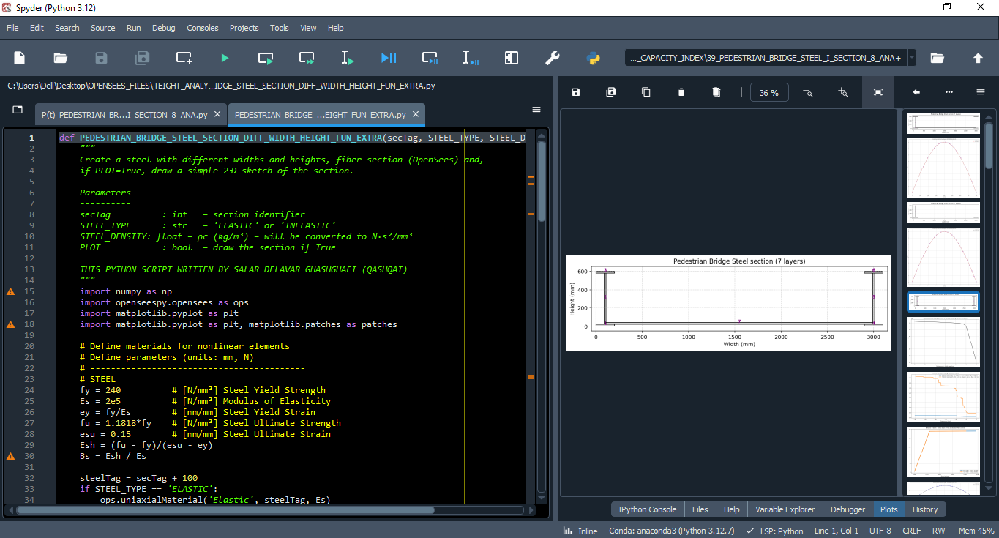 Spyder (Python 3.12)
File Edit Search Source Run Debug Consoles Projects Tools View Help
..._CAPACITY_INDEX\39_PEDESTRIAN_BRIDGE_STEEL_I_SECTION_8_ANA+
C:\Users\Dell\Desktop\OPENSEES_FILES\+EIGHT_ANALY...IDGE_STEEL_SECTION_DIFF_WIDTH_HEIGHT_FUN_EXTRA.py
36 %
P(t)_PEDESTRIAN_BR...I_SECTION_8_ANA.py
PEDESTRIAN_BRIDGE_...EIGHT_FUN_EXTRA.py
1 def PEDESTRIAN_BRIDGE_STEEL_SECTION_DIFF_WIDTH_HEIGHT_FUN_EXTRA(secTag, STEEL_TYPE, STEEL_D
2 """
3 Create a steel with different widths and heights, fiber section (OpenSees) and,
4 if PLOT=True, draw a simple 2-D sketch of the section.
5
6 Parameters
7 ----------
8 secTag : int – section identifier
9 STEEL_TYPE : str – 'ELASTIC' or 'INELASTIC'
10 STEEL_DENSITY: float – ρc (kg/m³) – will be converted to N·s²/mm³
11 PLOT : bool – draw the section if True
12
13 THIS PYTHON SCRIPT WRITTEN BY SALAR DELAVAR GHASHGHAEI (QASHQAI)
14 """
15 import numpy as np
16 import openseespy.opensees as ops
17 import matplotlib.pyplot as plt
18 import matplotlib.pyplot as plt, matplotlib.patches as patches
19
20 # Define materials for nonlinear elements
21 # Define parameters (units: mm, N)
22 # ------------------------------------------
23 # STEEL
24 fy = 240 # [N/mm²] Steel Yield Strength
25 Es = 2e5 # [N/mm²] Modulus of Elasticity
26 ey = fy/Es # [mm/mm] Steel Yield Strain
27 fu = 1.1818*fy # [N/mm²] Steel Ultimate Strength
28 esu = 0.15 # [mm/mm] Steel Ultimate Strain
29 Esh = (fu - fy)/(esu - ey)
30 Bs = Esh / Es
31
32 steelTag = secTag + 100
33 if STEEL_TYPE == 'ELASTIC':
34 ops.uniaxialMaterial('Elastic', steelTag, Es)
Pedestrian Bridge Steel section (7 layers)
Height (mm)
600
400
200
0
0 500 1000 1500 2000 2500 3000
Width (mm)
IPython Console Files Help Variable Explorer Debugger Plots History
Inline Conda: anaconda3 (Python 3.12.7) LSP: Python Line 1, Col 1 UTF-8 CRLF RW Mem 45%